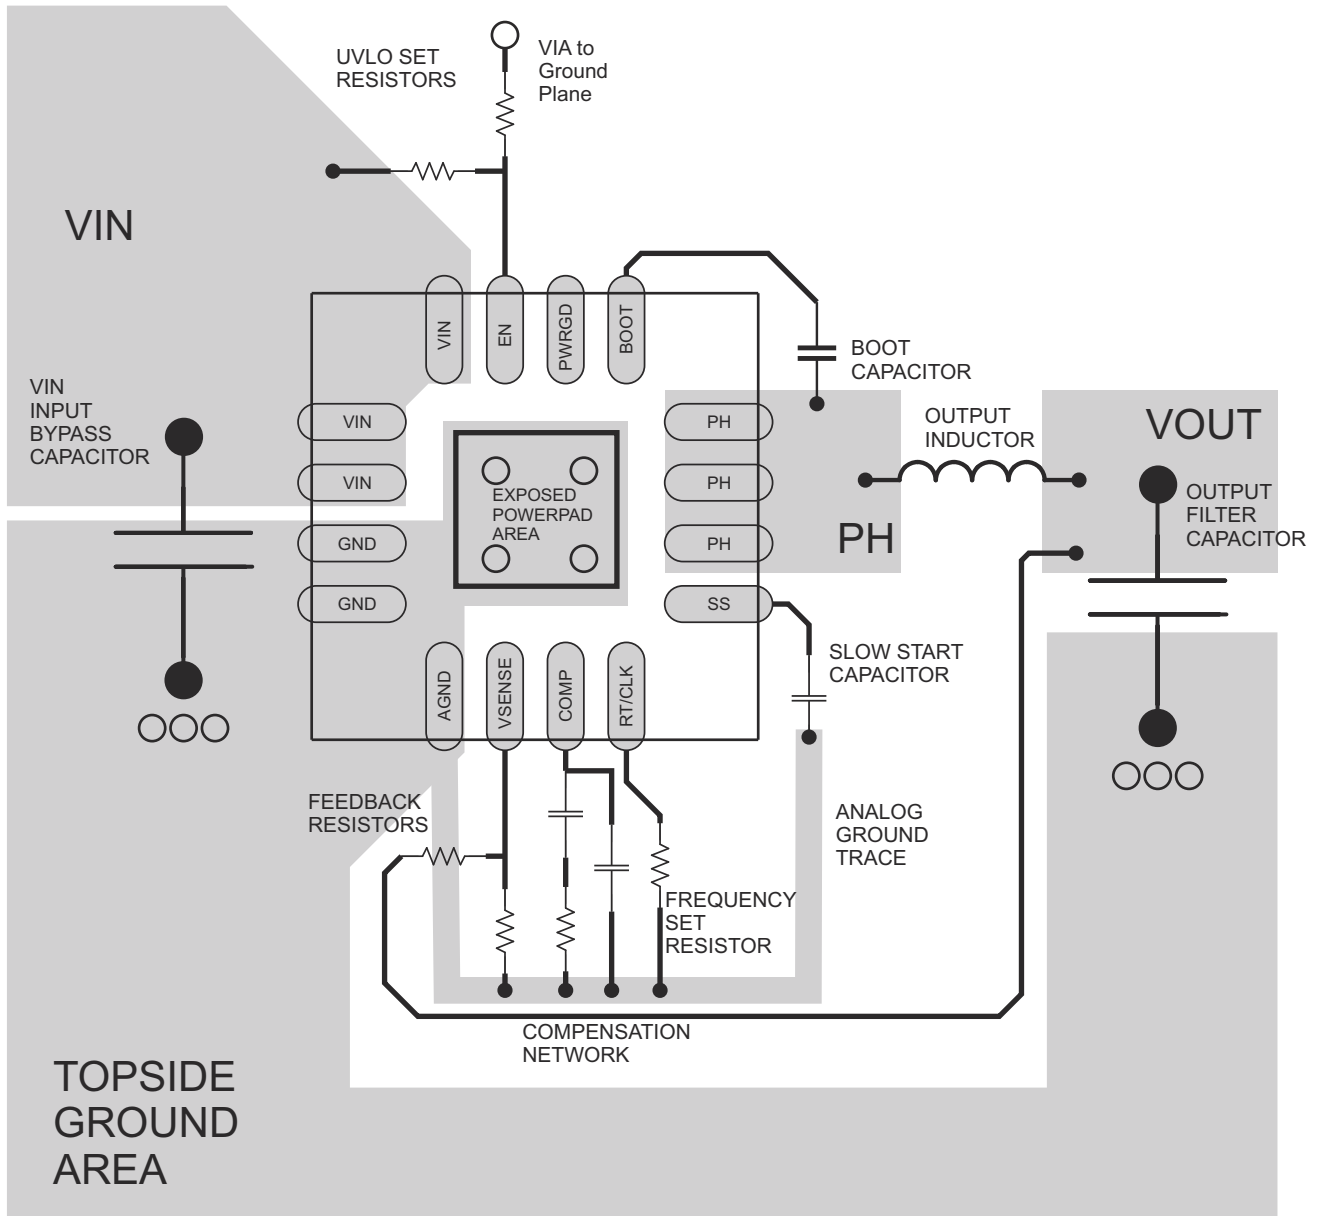 UVLO SET
RESISTORS
VIA to
Ground
Plane
VIN
VIN
EN
PWRGD
BOOT
BOOT
CAPACITOR
VIN
INPUT
BYPASS
CAPACITOR
VIN
VIN
GND
GND
EXPOSED
POWERPAD
AREA
PH
PH
PH
SS
PH
OUTPUT
INDUCTOR
VOUT
OUTPUT
FILTER
CAPACITOR
AGND
VSENSE
COMP
RT/CLK
SLOW START
CAPACITOR
FEEDBACK
RESISTORS
ANALOG
GROUND
TRACE
FREQUENCY
SET
RESISTOR
COMPENSATION
NETWORK
TOPSIDE
GROUND
AREA